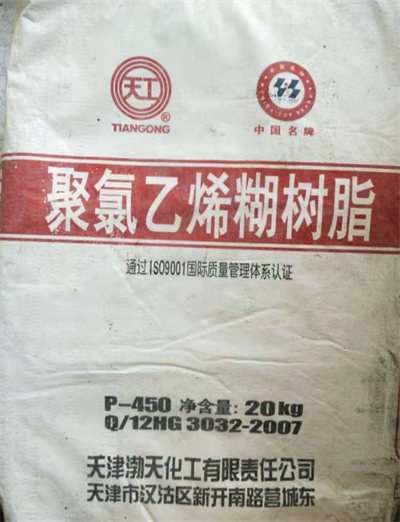 天工
TIANGONG®
中国名牌
聚氯乙烯糊树脂
通过ISO9001国际质量管理体系认证
P-450 净含量: 20kg
Q/12HG 3032-2007
天津渤天化工有限责任公司
天津市汉沽区新开南路营城东